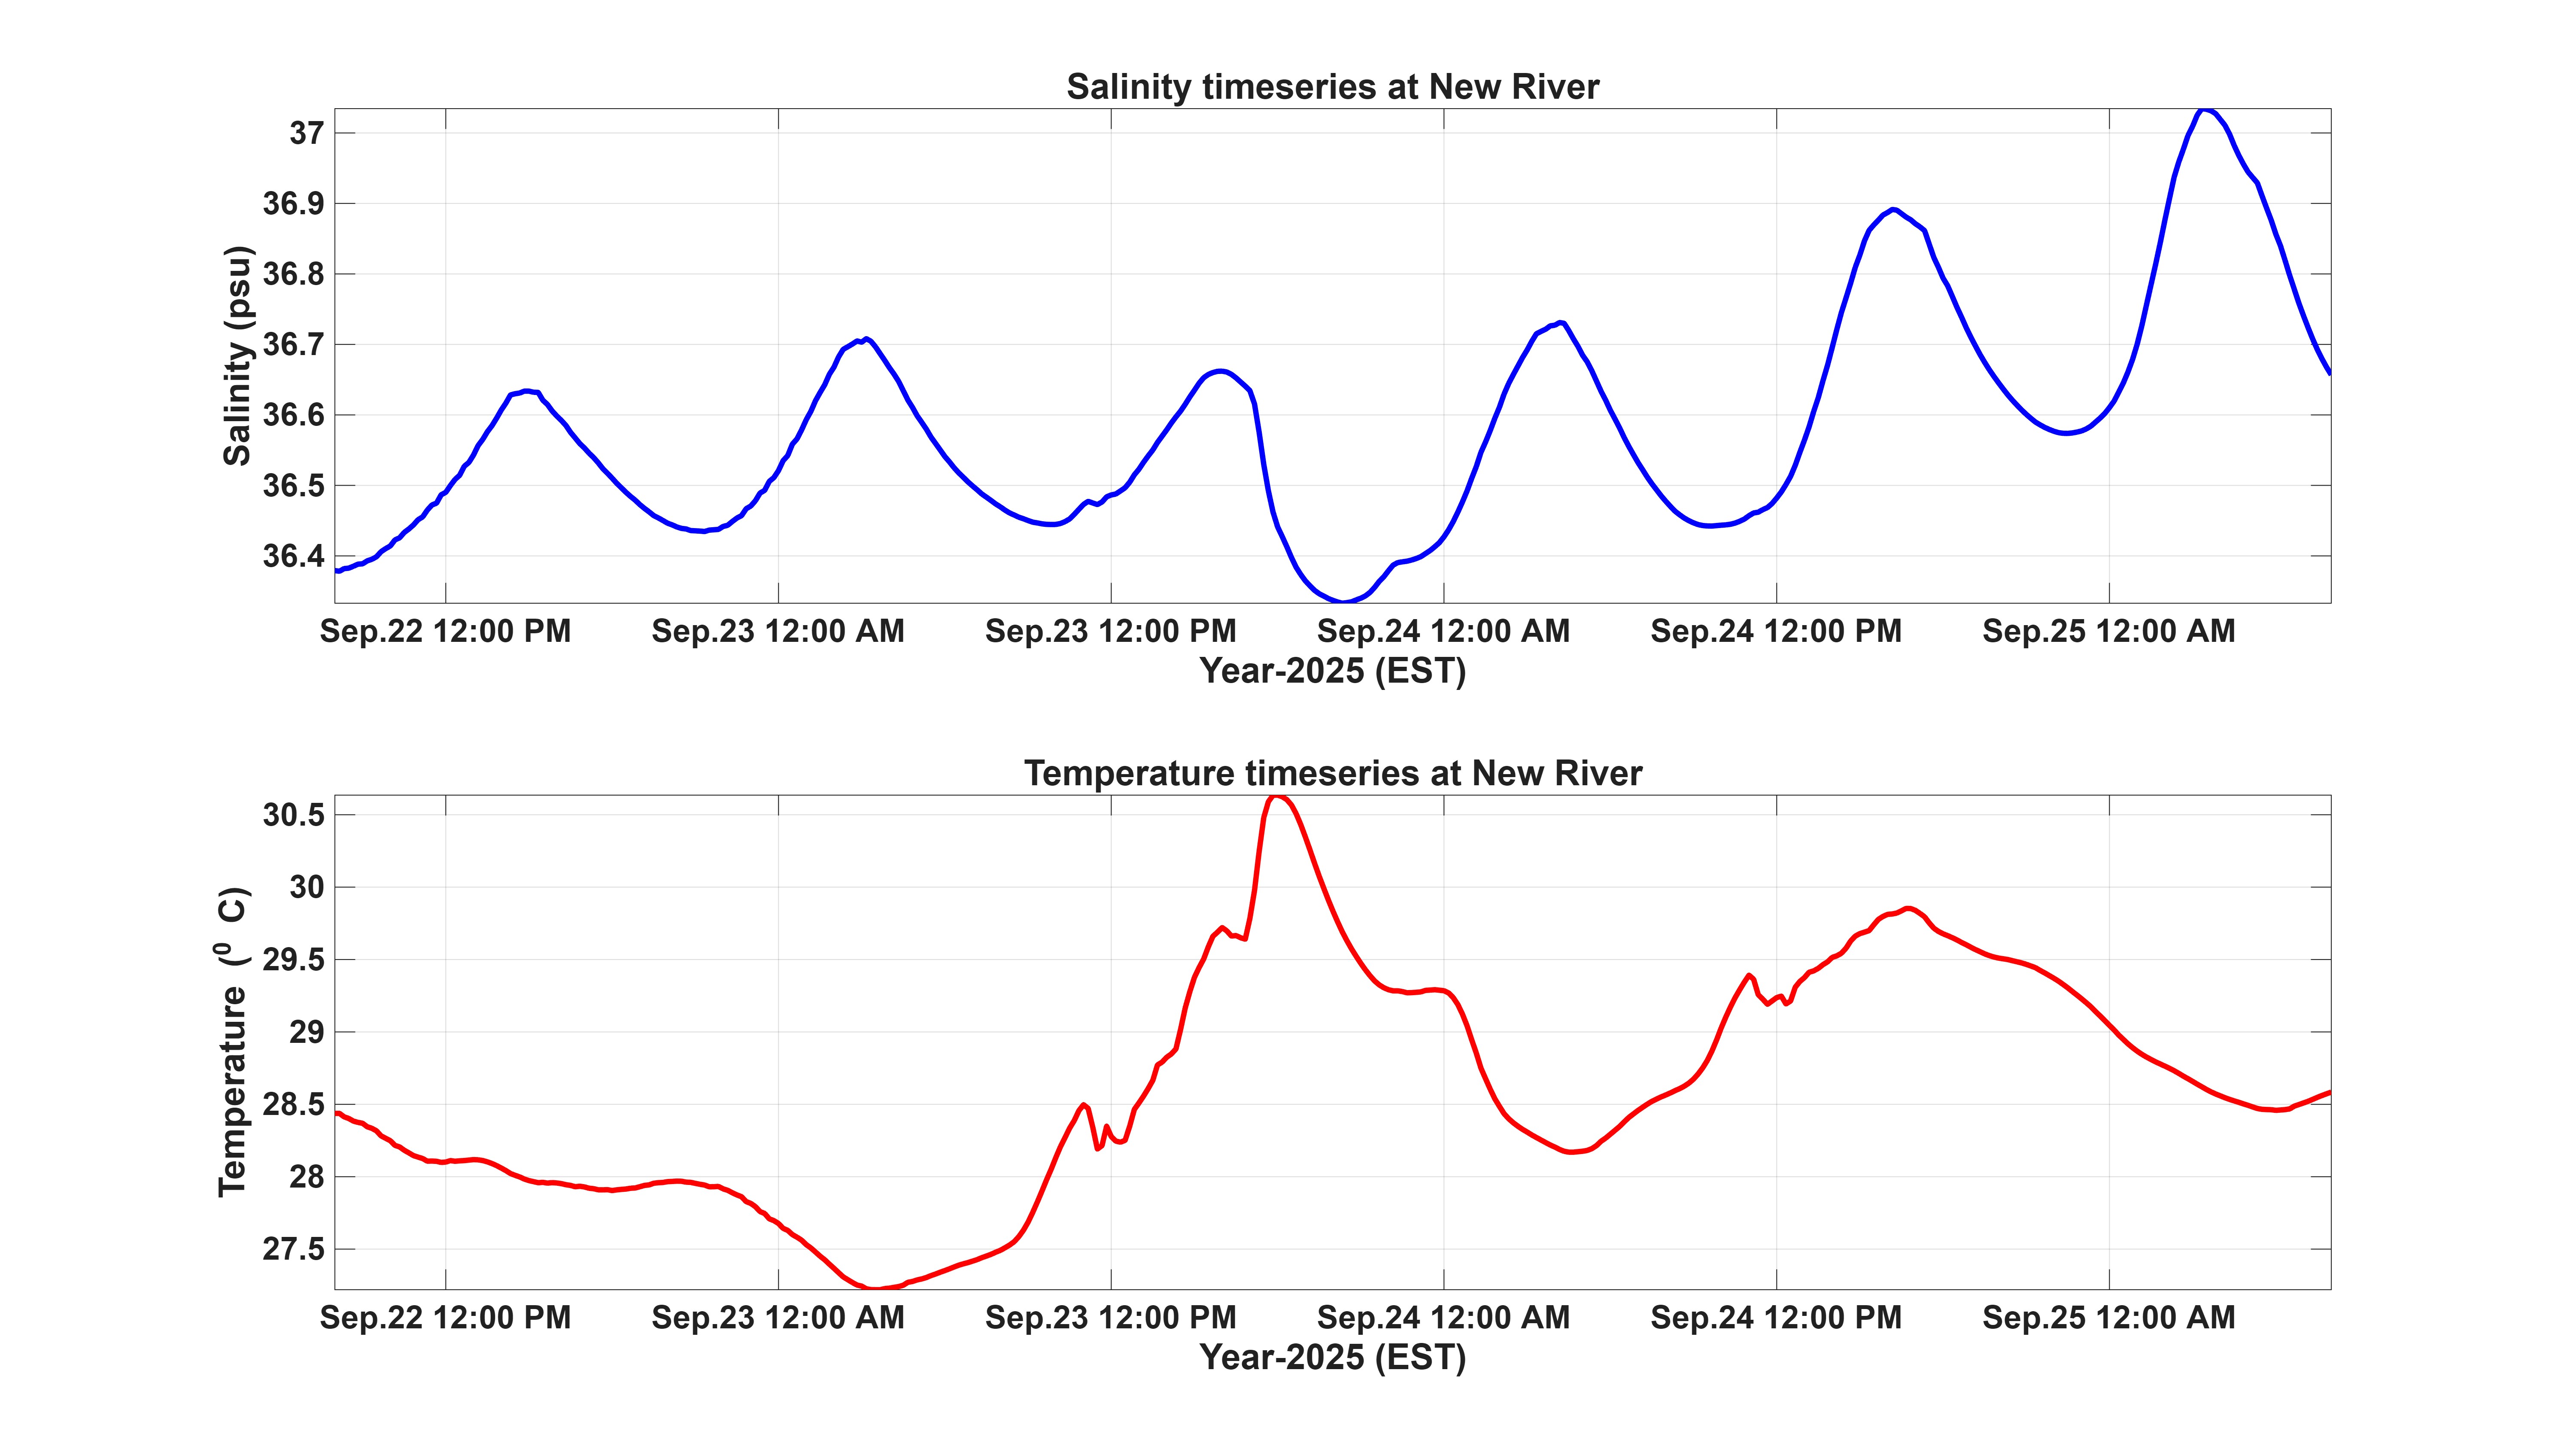 Salinity timeseries at New River
Salinity (psu)
37
36.9
36.8
36.7
36.6
36.5
36.4
Sep.22 12:00 PM Sep.23 12:00 AM Sep.23 12:00 PM Sep.24 12:00 AM Sep.24 12:00 PM Sep.25 12:00 AM
Year-2025 (EST)
Temperature timeseries at New River
Temperature (⁰ C)
30.5
30
29.5
29
28.5
28
27.5
Sep.22 12:00 PM Sep.23 12:00 AM Sep.23 12:00 PM Sep.24 12:00 AM Sep.24 12:00 PM Sep.25 12:00 AM
Year-2025 (EST)